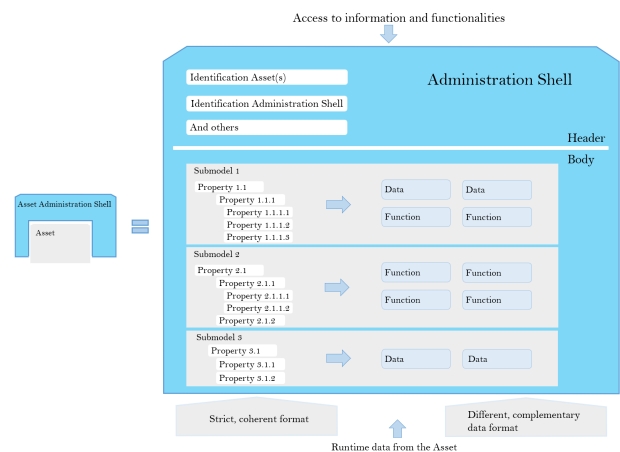 Access to information and functionalities
Administration Shell
Identification Asset(s)
Identification Administration Shell
And others
Header
Body
Asset Administration Shell
Asset
Submodel 1
Property 1.1
Property 1.1.1
Property 1.1.1.1
Property 1.1.1.2
Property 1.1.1.3
Data Data
Function Function
Submodel 2
Property 2.1
Property 2.1.1
Property 2.1.1.1
Property 2.1.1.2
Property 2.1.2
Function Function
Function Function
Submodel 3
Property 3.1
Property 3.1.1
Property 3.1.2
Data Data
Strict, coherent format
Different, complementary
data format
Runtime data from the Asset